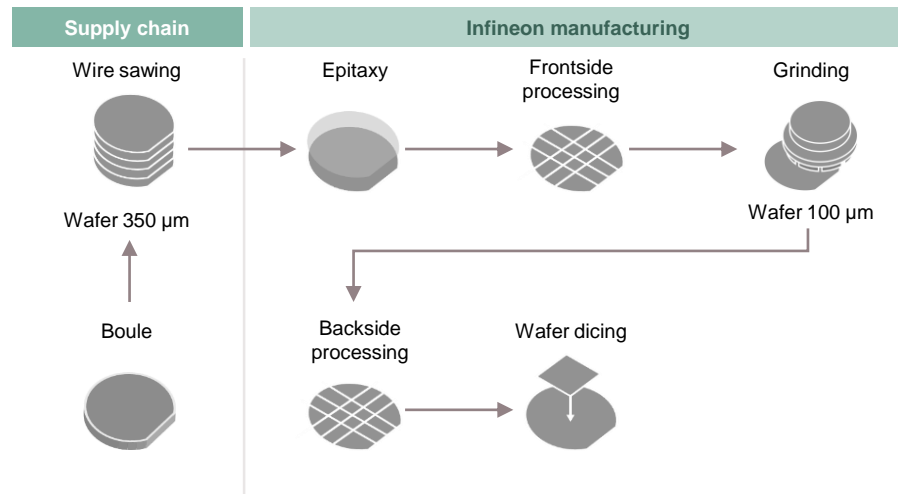 Supply chain
Infineon manufacturing
Wire sawing
Epitaxy
Frontside
processing
Grinding
Wafer 350 µm
Wafer 100 µm
Boule
Backside
processing
Wafer dicing